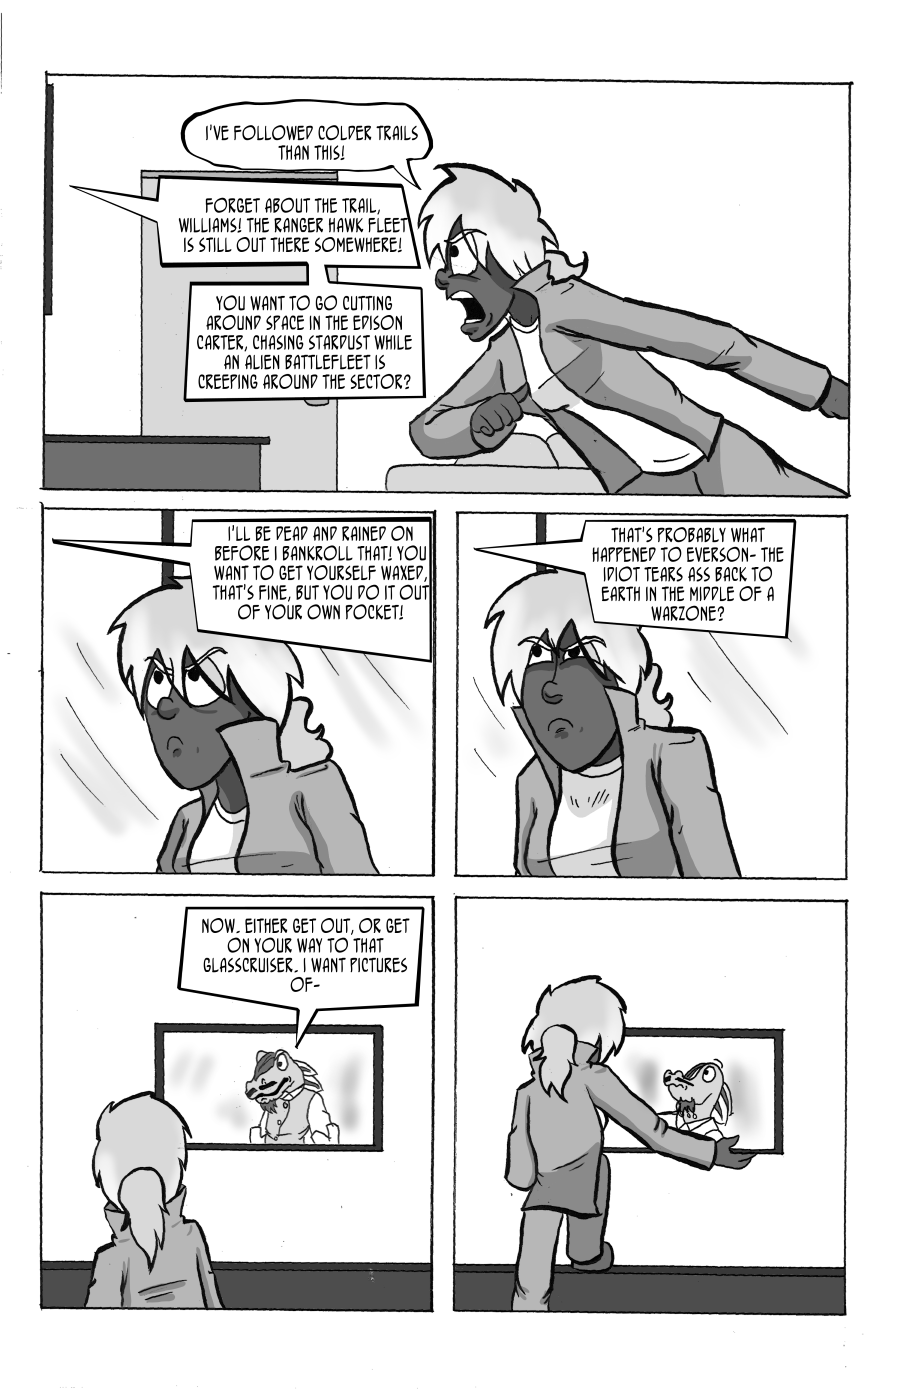 I'VE FOLLOWED COLDER TRAILS
THAN THIS!
FORGET ABOUT THE TRAIL,
WILLIAMS! THE RANGER HAWK FLEET
IS STILL OUT THERE SOMEWHERE!
YOU WANT TO GO CUTTING
AROUND SPACE IN THE EDISON
CARTER, CHASING STARDUST WHILE
AN ALIEN BATTLEFLEET IS
CREEPING AROUND THE SECTOR?
I'LL BE DEAD AND RAINED ON
BEFORE I BANKROLL THAT! YOU
WANT TO GET YOURSELF WAXED,
THAT'S FINE, BUT YOU DO IT OUT
OF YOUR OWN POCKET!
THAT'S PROBABLY WHAT
HAPPENED TO EVERSON- THE
IDIOT TEARS ASS BACK TO
EARTH IN THE MIDDLE OF A
WARZONE?
NOW. EITHER GET OUT, OR GET
ON YOUR WAY TO THAT
GLASSCRUISER. I WANT PICTURES
OF-